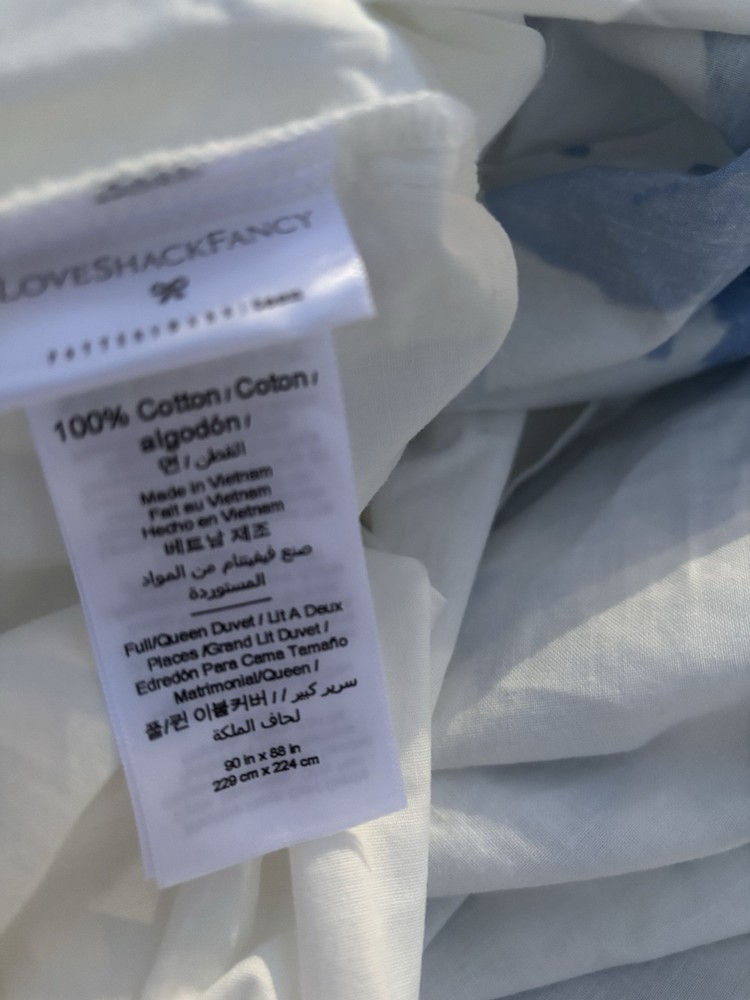 LOVESHACKFANCY
POTTERYBARN | teen
100% Cotton / Coton /
algodón /
القطن / 면
Made in Vietnam
Fait au Vietnam
Hecho en Vietnam
베트남 제조
صنع فيفيتنام من المواد
المستوردة
Full/Queen Duvet / Lit A Deux
Places /Grand Lit Duvet /
Edredón Para Cama Tamaño
Matrimonial/Queen /
풀/퀸 이불커버 / / سرير كبير
لحاف الملكة
90 in x 88 in
229 cm x 224 cm